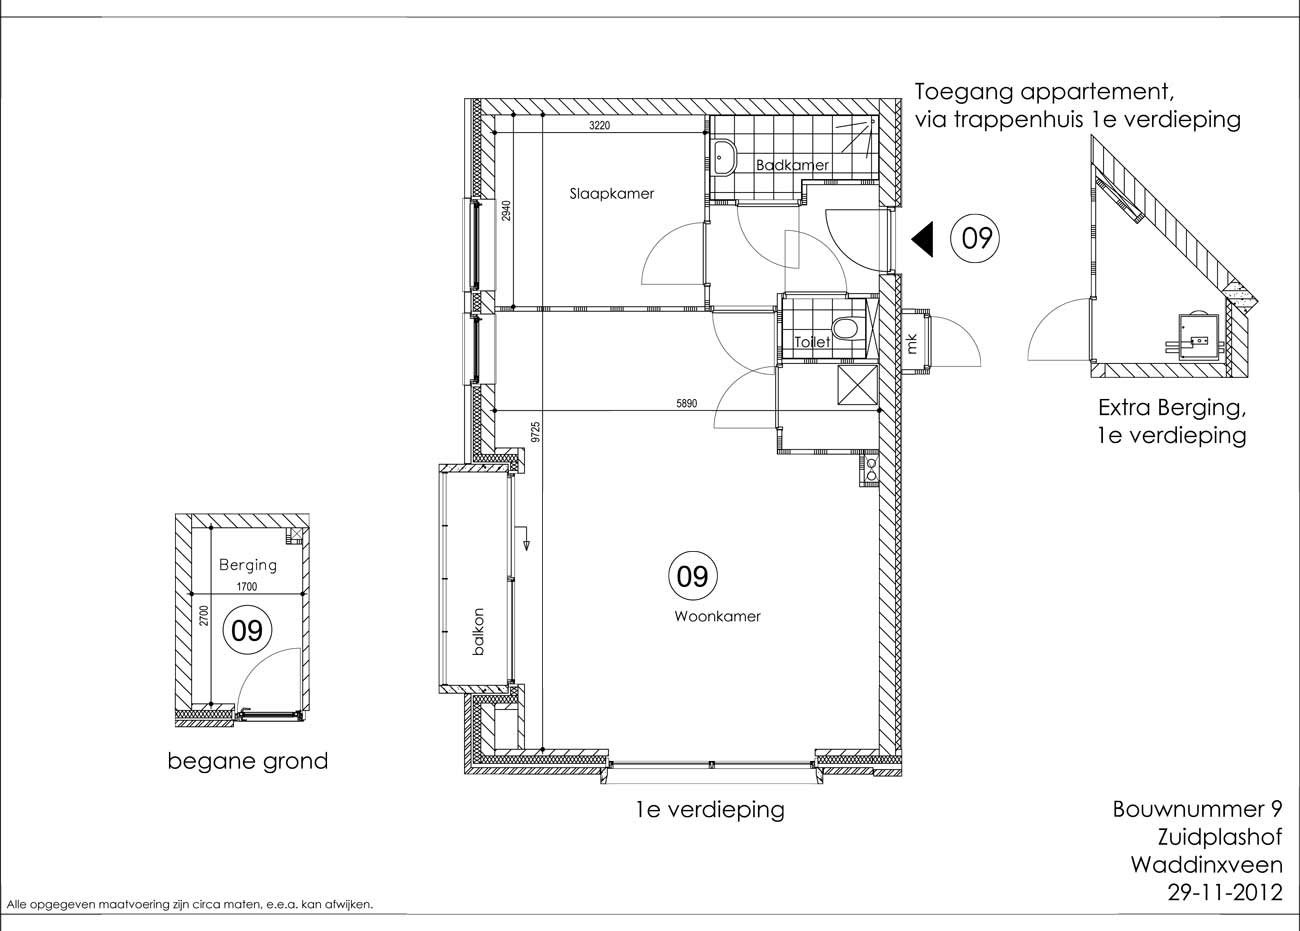 Toegang appartement,
via trappenhuis 1e verdieping
3220
Badkamer
Slaapkamer
2940
09
Toilet
mk
5890
9725
Extra Berging,
1e verdieping
09
Woonkamer
balkon
Berging
1700
2700
09
begane grond
1e verdieping
Bouwnummer 9
Zuidplashof
Waddinxveen
29-11-2012
Alle opgegeven maatvoering zijn circa maten, e.e.a. kan afwijken.